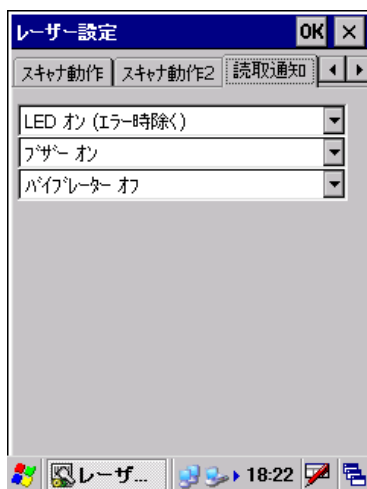 レーザー設定 OK ×
スキャナ動作 スキャナ動作2 読取通知
LED オン (エラー時除く)
ブザー オン
バイブレーター オフ
レーザ... 18:22